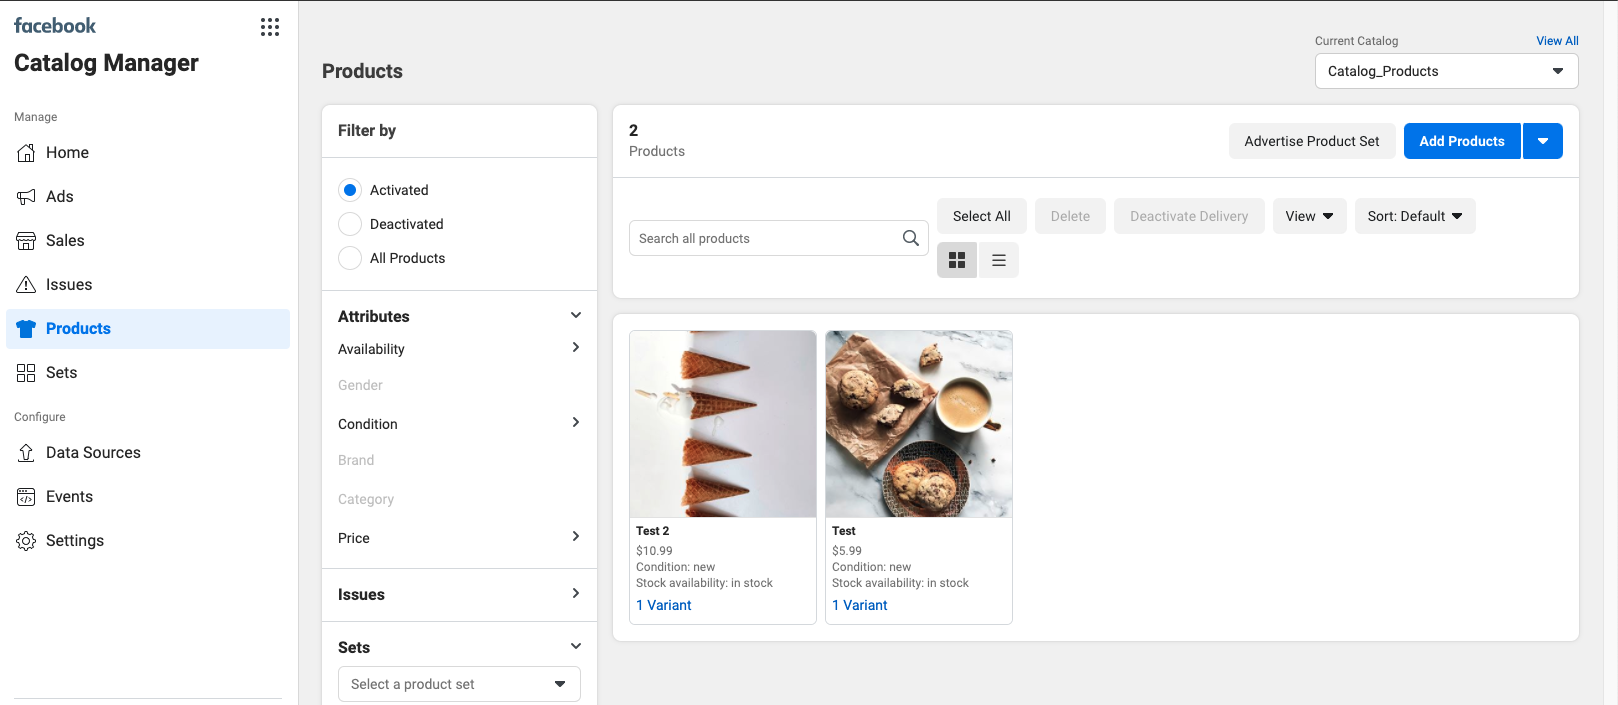 facebook
Catalog Manager
Manage
Home
Ads
Sales
Issues
Products
Sets
Configure
Data Sources
Events
Settings
Products
Current Catalog
View All
Catalog_Products
Filter by
Activated
Deactivated
All Products
Attributes
Availability
Gender
Condition
Brand
Category
Price
Issues
Sets
Select a product set
2
Products
Advertise Product Set
Add Products
Search all products
Select All
Delete
Deactivate Delivery
View
Sort: Default
Test 2
$10.99
Condition: new
Stock availability: in stock
1 Variant
Test
$5.99
Condition: new
Stock availability: in stock
1 Variant